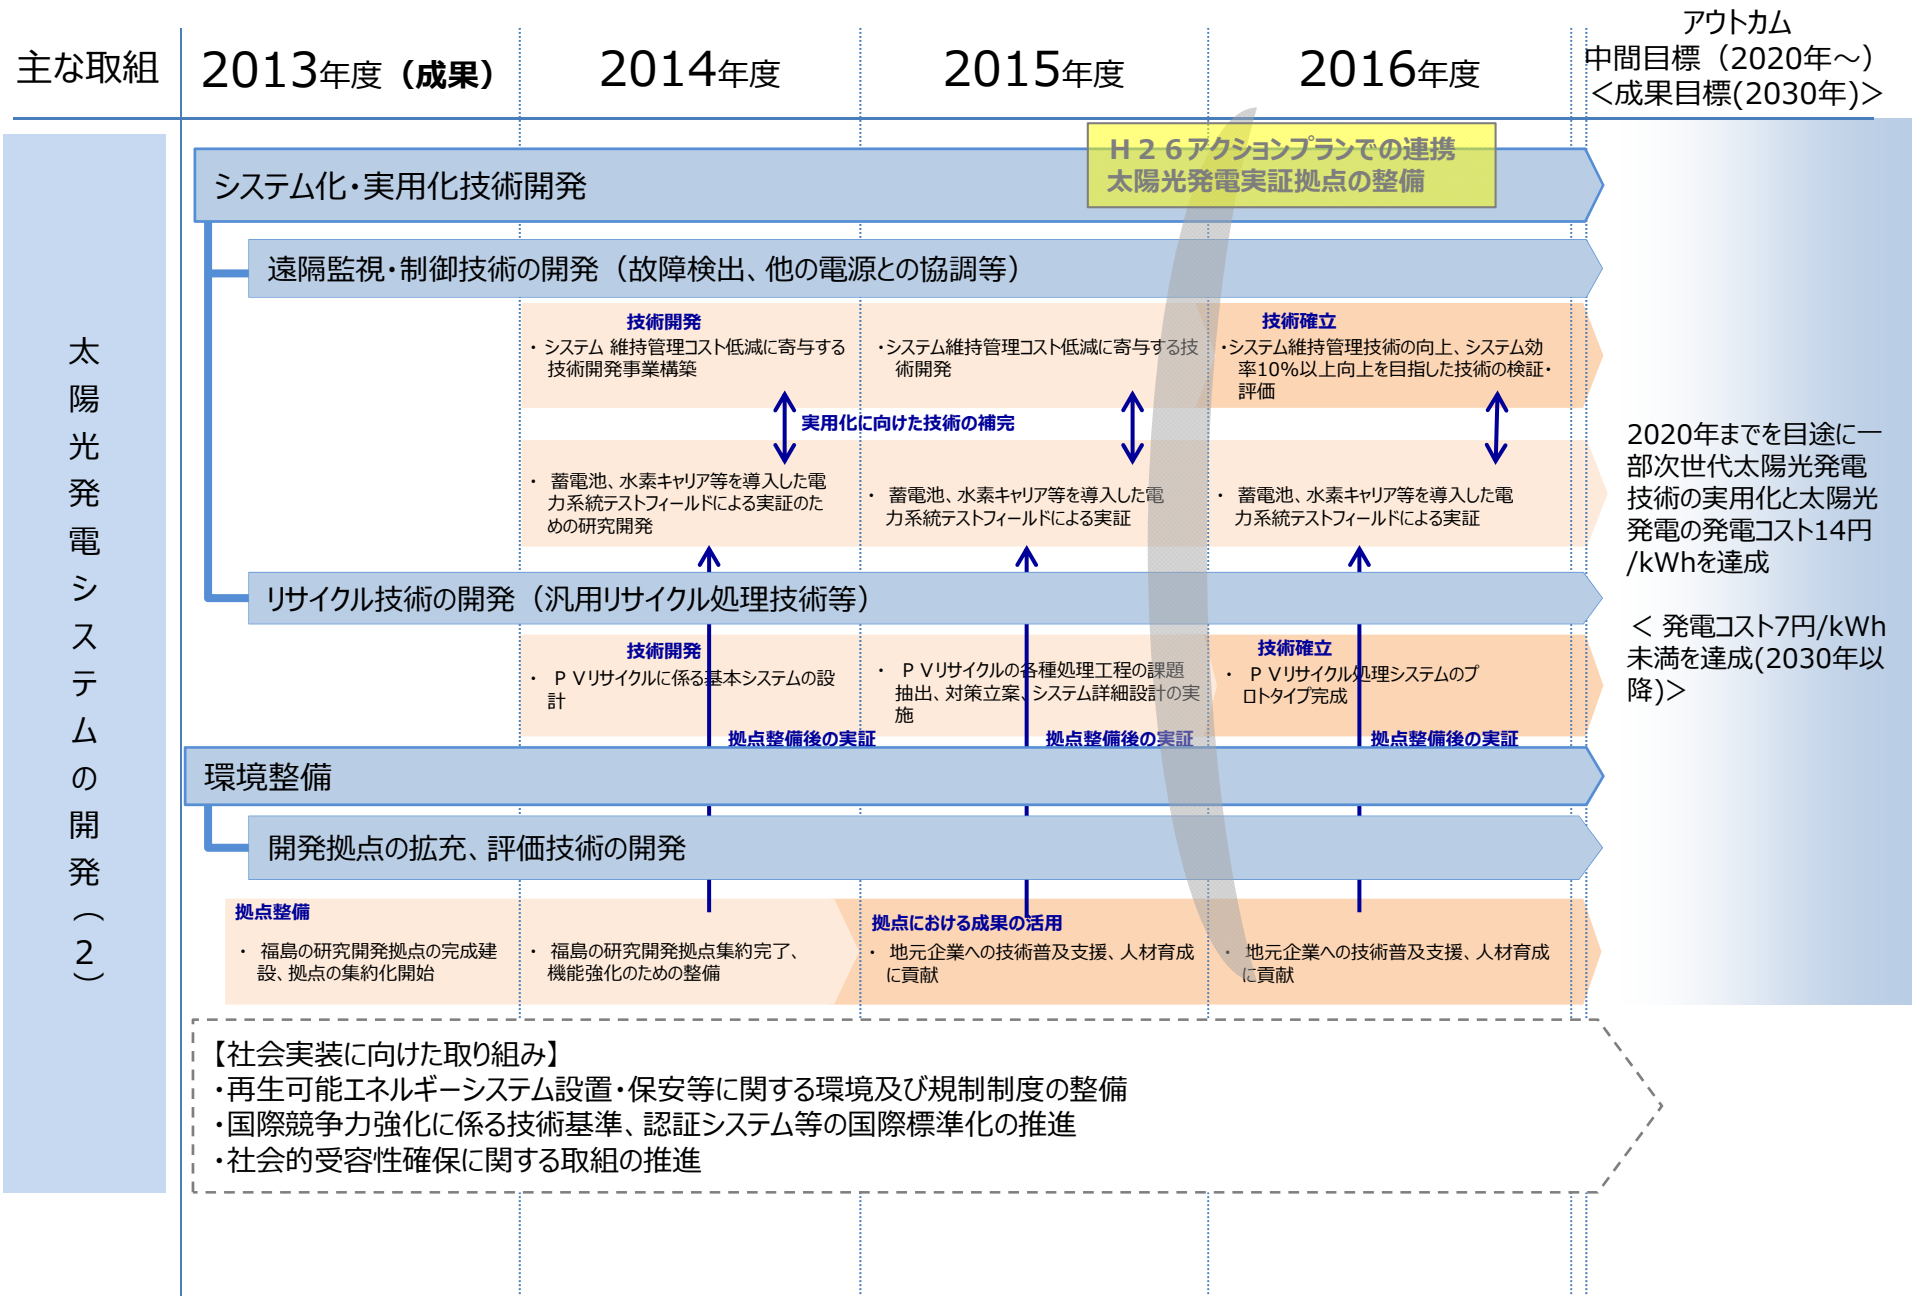 主な取組
2013年度（成果）
2014年度
2015年度
2016年度
アウトカム
中間目標（2020年～）
＜成果目標(2030年)＞
太陽光発電システムの開発（2）
H26アクションプランでの連携
太陽光発電実証拠点の整備
システム化・実用化技術開発
遠隔監視・制御技術の開発（故障検出、他の電源との協調等）
技術開発
・ システム 維持管理コスト低減に寄与する
技術開発事業構築
・システム維持管理コスト低減に寄与する技
術開発
技術確立
・システム維持管理技術の向上、システム効
率10%以上向上を目指した技術の検証・
評価
実用化に向けた技術の補完
・ 蓄電池、水素キャリア等を導入した電
力系統テストフィールドによる実証のた
めの研究開発
・ 蓄電池、水素キャリア等を導入した電
力系統テストフィールドによる実証
・ 蓄電池、水素キャリア等を導入した電
力系統テストフィールドによる実証
リサイクル技術の開発（汎用リサイクル処理技術等）
技術開発
・ ＰＶリサイクルに係る基本システムの設
計
・ ＰＶリサイクルの各種処理工程の課題
抽出、対策立案、システム詳細設計の実
施
技術確立
・ ＰＶリサイクル処理システムのプ
ロトタイプ完成
拠点整備後の実証
拠点整備後の実証
拠点整備後の実証
環境整備
開発拠点の拡充、評価技術の開発
拠点整備
・ 福島の研究開発拠点の完成建
設、拠点の集約化開始
・ 福島の研究開発拠点集約完了、
機能強化のための整備
拠点における成果の活用
・ 地元企業への技術普及支援、人材育成
に貢献
・ 地元企業への技術普及支援、人材育成
に貢献
2020年までを目途に一
部次世代太陽光発電
技術の実用化と太陽光
発電の発電コスト14円
/kWhを達成
＜ 発電コスト7円/kWh
未満を達成(2030年以
降)＞
【社会実装に向けた取り組み】
・再生可能エネルギーシステム設置・保安等に関する環境及び規制制度の整備
・国際競争力強化に係る技術基準、認証システム等の国際標準化の推進
・社会的受容性確保に関する取組の推進